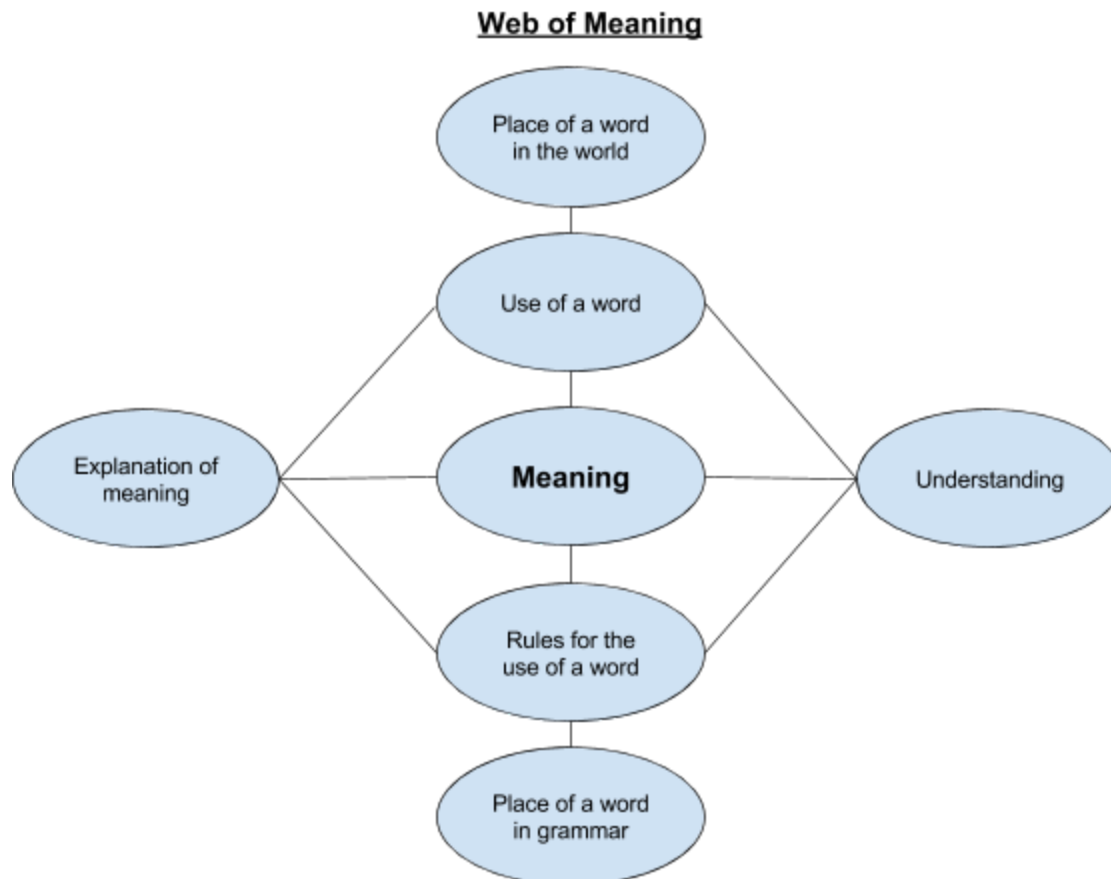 Web of Meaning
Place of a word
in the world
Use of a word
Explanation of
meaning
Meaning
Understanding
Rules for the
use of a word
Place of a word
in grammar